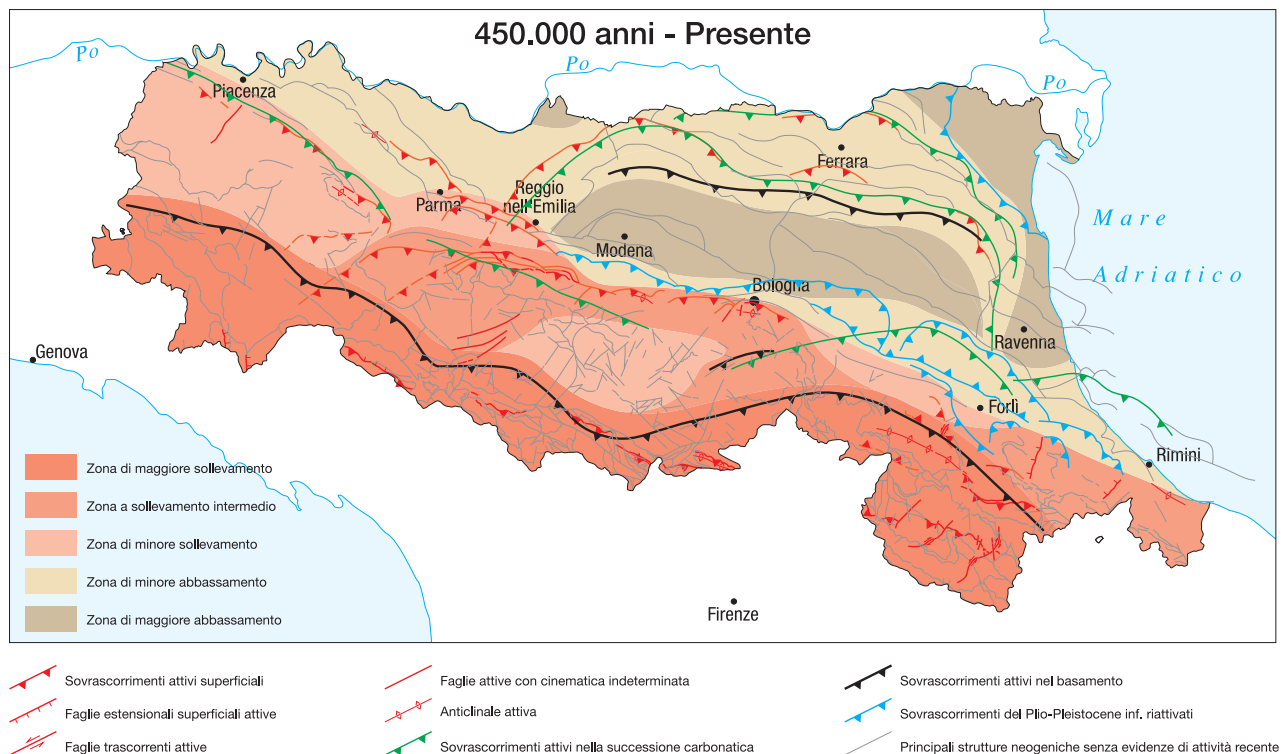 450.000 anni - Presente
Po
Po
Po
Piacenza
Ferrara
Parma
Reggio
nell'Emilia
Modena
Mare
Adriatico
Bologna
Ravenna
Genova
Forlì
Rimini
Firenze
Zona di maggiore sollevamento
Zona a sollevamento intermedio
Zona di minore sollevamento
Zona di minore abbassamento
Zona di maggiore abbassamento
Sovrascorrimenti attivi superficiali
Faglie estensionali superficiali attive
Faglie trascorrenti attive
Faglie attive con cinematica indeterminata
Anticlinale attiva
Sovrascorrimenti attivi nella successione carbonatica
Sovrascorrimenti attivi nel basamento
Sovrascorrimenti del Plio-Pleistocene inf. riattivati
Principali strutture neogeniche senza evidenze di attività recente